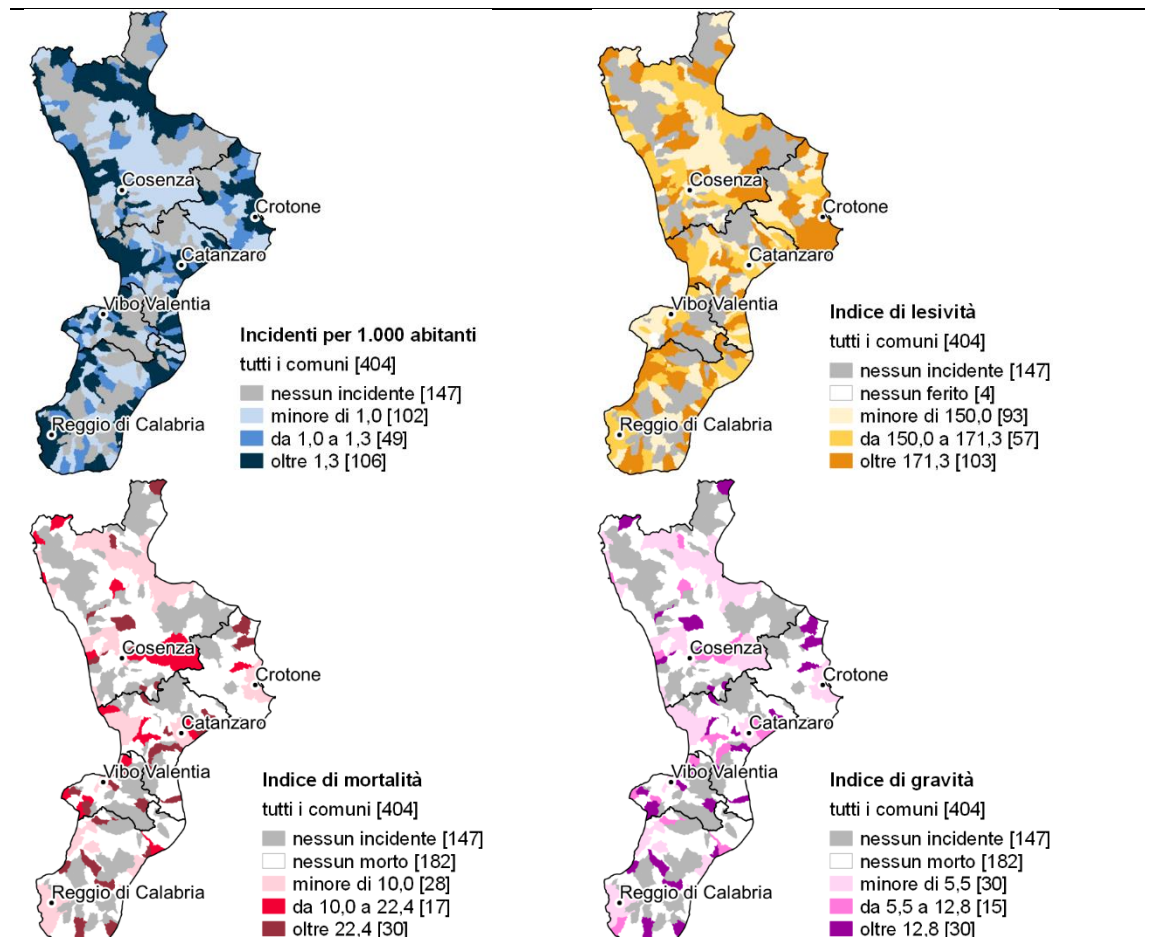 Cosenza
Crotone
Catanzaro
Vibo Valentia
Reggio di Calabria
Incidenti per 1.000 abitanti
tutti i comuni [404]
nessun incidente [147]
minore di 1,0 [102]
da 1,0 a 1,3 [49]
oltre 1,3 [106]
Cosenza
Crotone
Catanzaro
Vibo Valentia
Reggio di Calabria
Indice di lesività
tutti i comuni [404]
nessun incidente [147]
nessun ferito [4]
minore di 150,0 [93]
da 150,0 a 171,3 [57]
oltre 171,3 [103]
Cosenza
Crotone
Catanzaro
Vibo Valentia
Reggio di Calabria
Indice di mortalità
tutti i comuni [404]
nessun incidente [147]
nessun morto [182]
minore di 10,0 [28]
da 10,0 a 22,4 [17]
oltre 22,4 [30]
Cosenza
Crotone
Catanzaro
Vibo Valentia
Reggio di Calabria
Indice di gravità
tutti i comuni [404]
nessun incidente [147]
nessun morto [182]
minore di 5,5 [30]
da 5,5 a 12,8 [15]
oltre 12,8 [30]